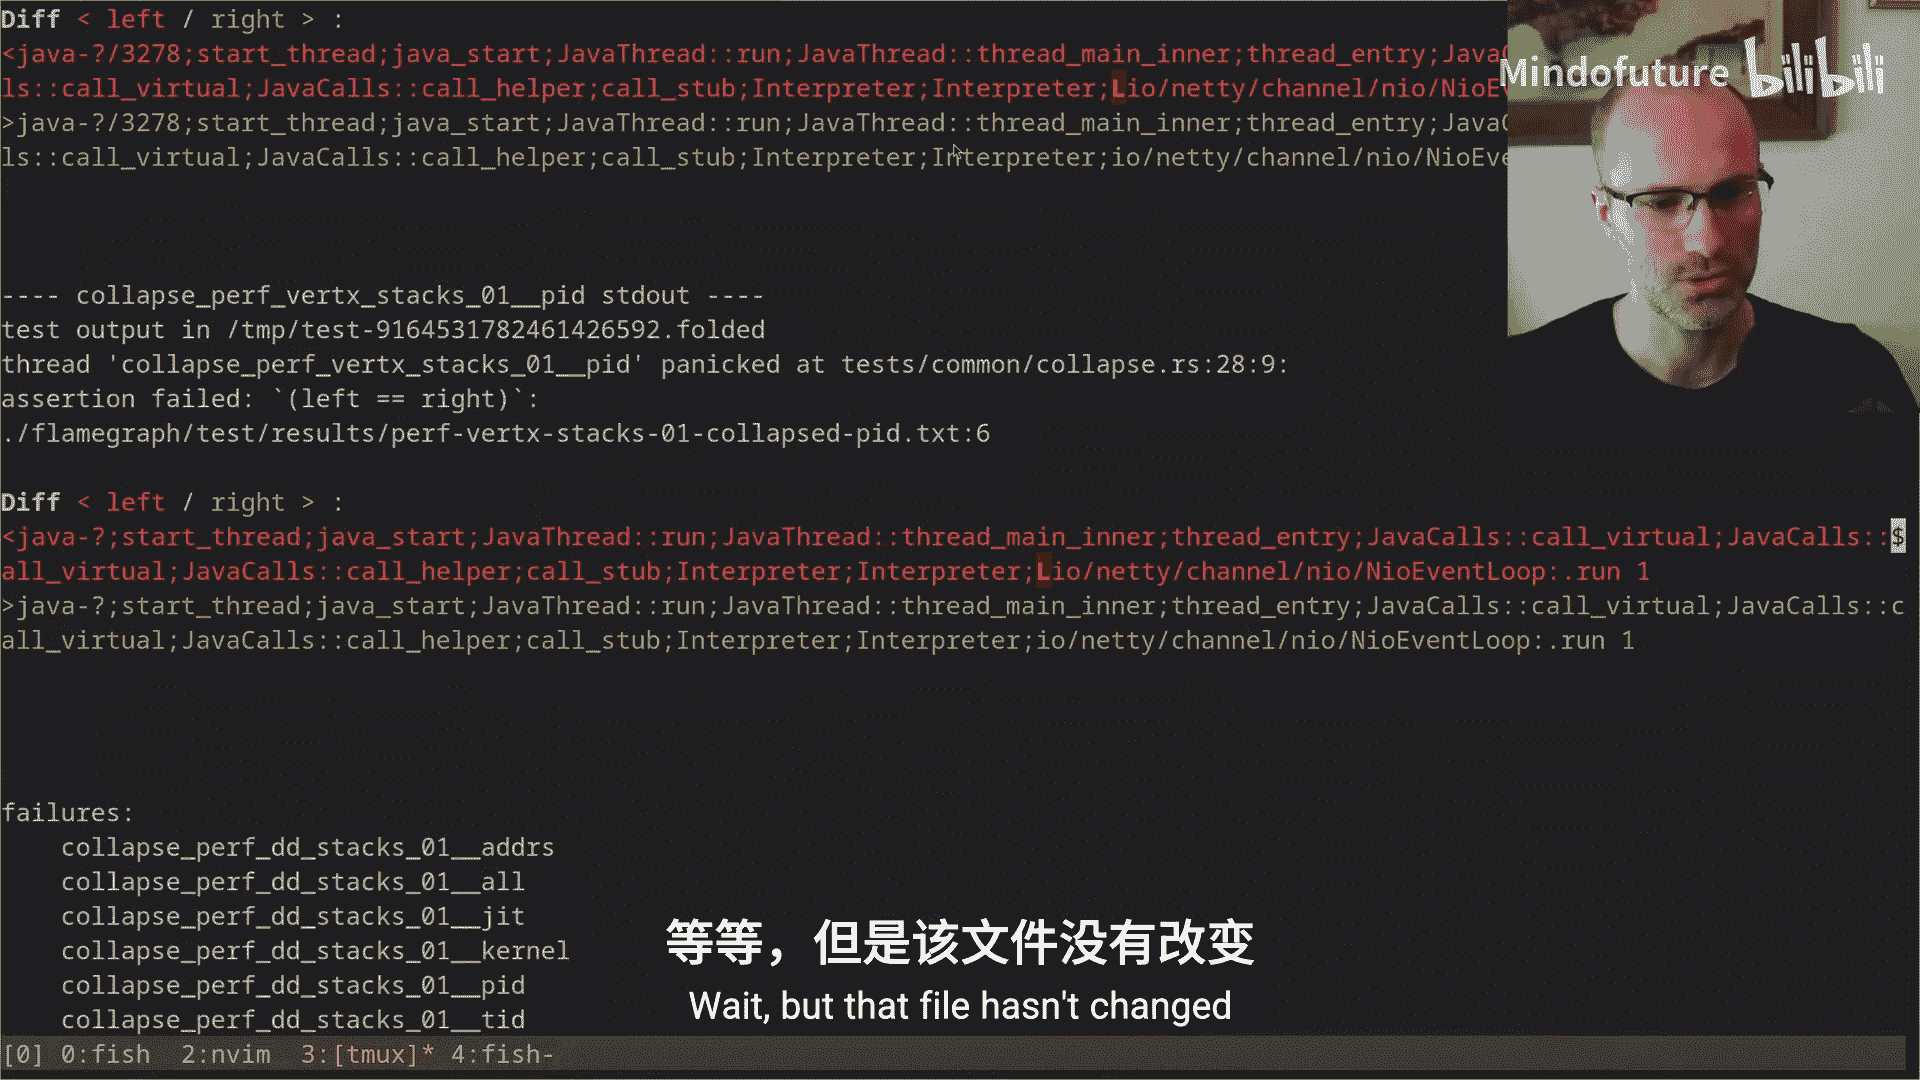 Diff < left / right > :
<java-?/3278;start_thread;java_start;JavaThread::run;JavaThread::thread_main_inner;thread_entry;Java
ls::call_virtual;JavaCalls::call_helper;call_stub;Interpreter;Interpreter;Lio/netty/channel/nio/NioE
>java-?/3278;start_thread;java_start;JavaThread::run;JavaThread::thread_main_inner;thread_entry;Java
ls::call_virtual;JavaCalls::call_helper;call_stub;Interpreter;Interpreter;io/netty/channel/nio/NioEve
Mindofuture bilibili
---- collapse_perf_vertx_stacks_01__pid stdout ----
test output in /tmp/test-9164531782461426592.folded
thread 'collapse_perf_vertx_stacks_01__pid' panicked at tests/common/collapse.rs:28:9:
assertion failed: `(left == right)`:
./flamegraph/test/results/perf-vertx-stacks-01-collapsed-pid.txt:6
Diff < left / right > :
<java-?;start_thread;java_start;JavaThread::run;JavaThread::thread_main_inner;thread_entry;JavaCalls::call_virtual;JavaCalls::$
all_virtual;JavaCalls::call_helper;call_stub;Interpreter;Interpreter;Lio/netty/channel/nio/NioEventLoop:.run 1
>java-?;start_thread;java_start;JavaThread::run;JavaThread::thread_main_inner;thread_entry;JavaCalls::call_virtual;JavaCalls::c
all_virtual;JavaCalls::call_helper;call_stub;Interpreter;Interpreter;io/netty/channel/nio/NioEventLoop:.run 1
failures:
    collapse_perf_dd_stacks_01__addrs
    collapse_perf_dd_stacks_01__all
    collapse_perf_dd_stacks_01__jit
    collapse_perf_dd_stacks_01__kernel
    collapse_perf_dd_stacks_01__pid
    collapse_perf_dd_stacks_01__tid
等等，但是该文件没有改变
Wait, but that file hasn't changed
[0] 0:fish  2:nvim  3:[tmux]* 4:fish-